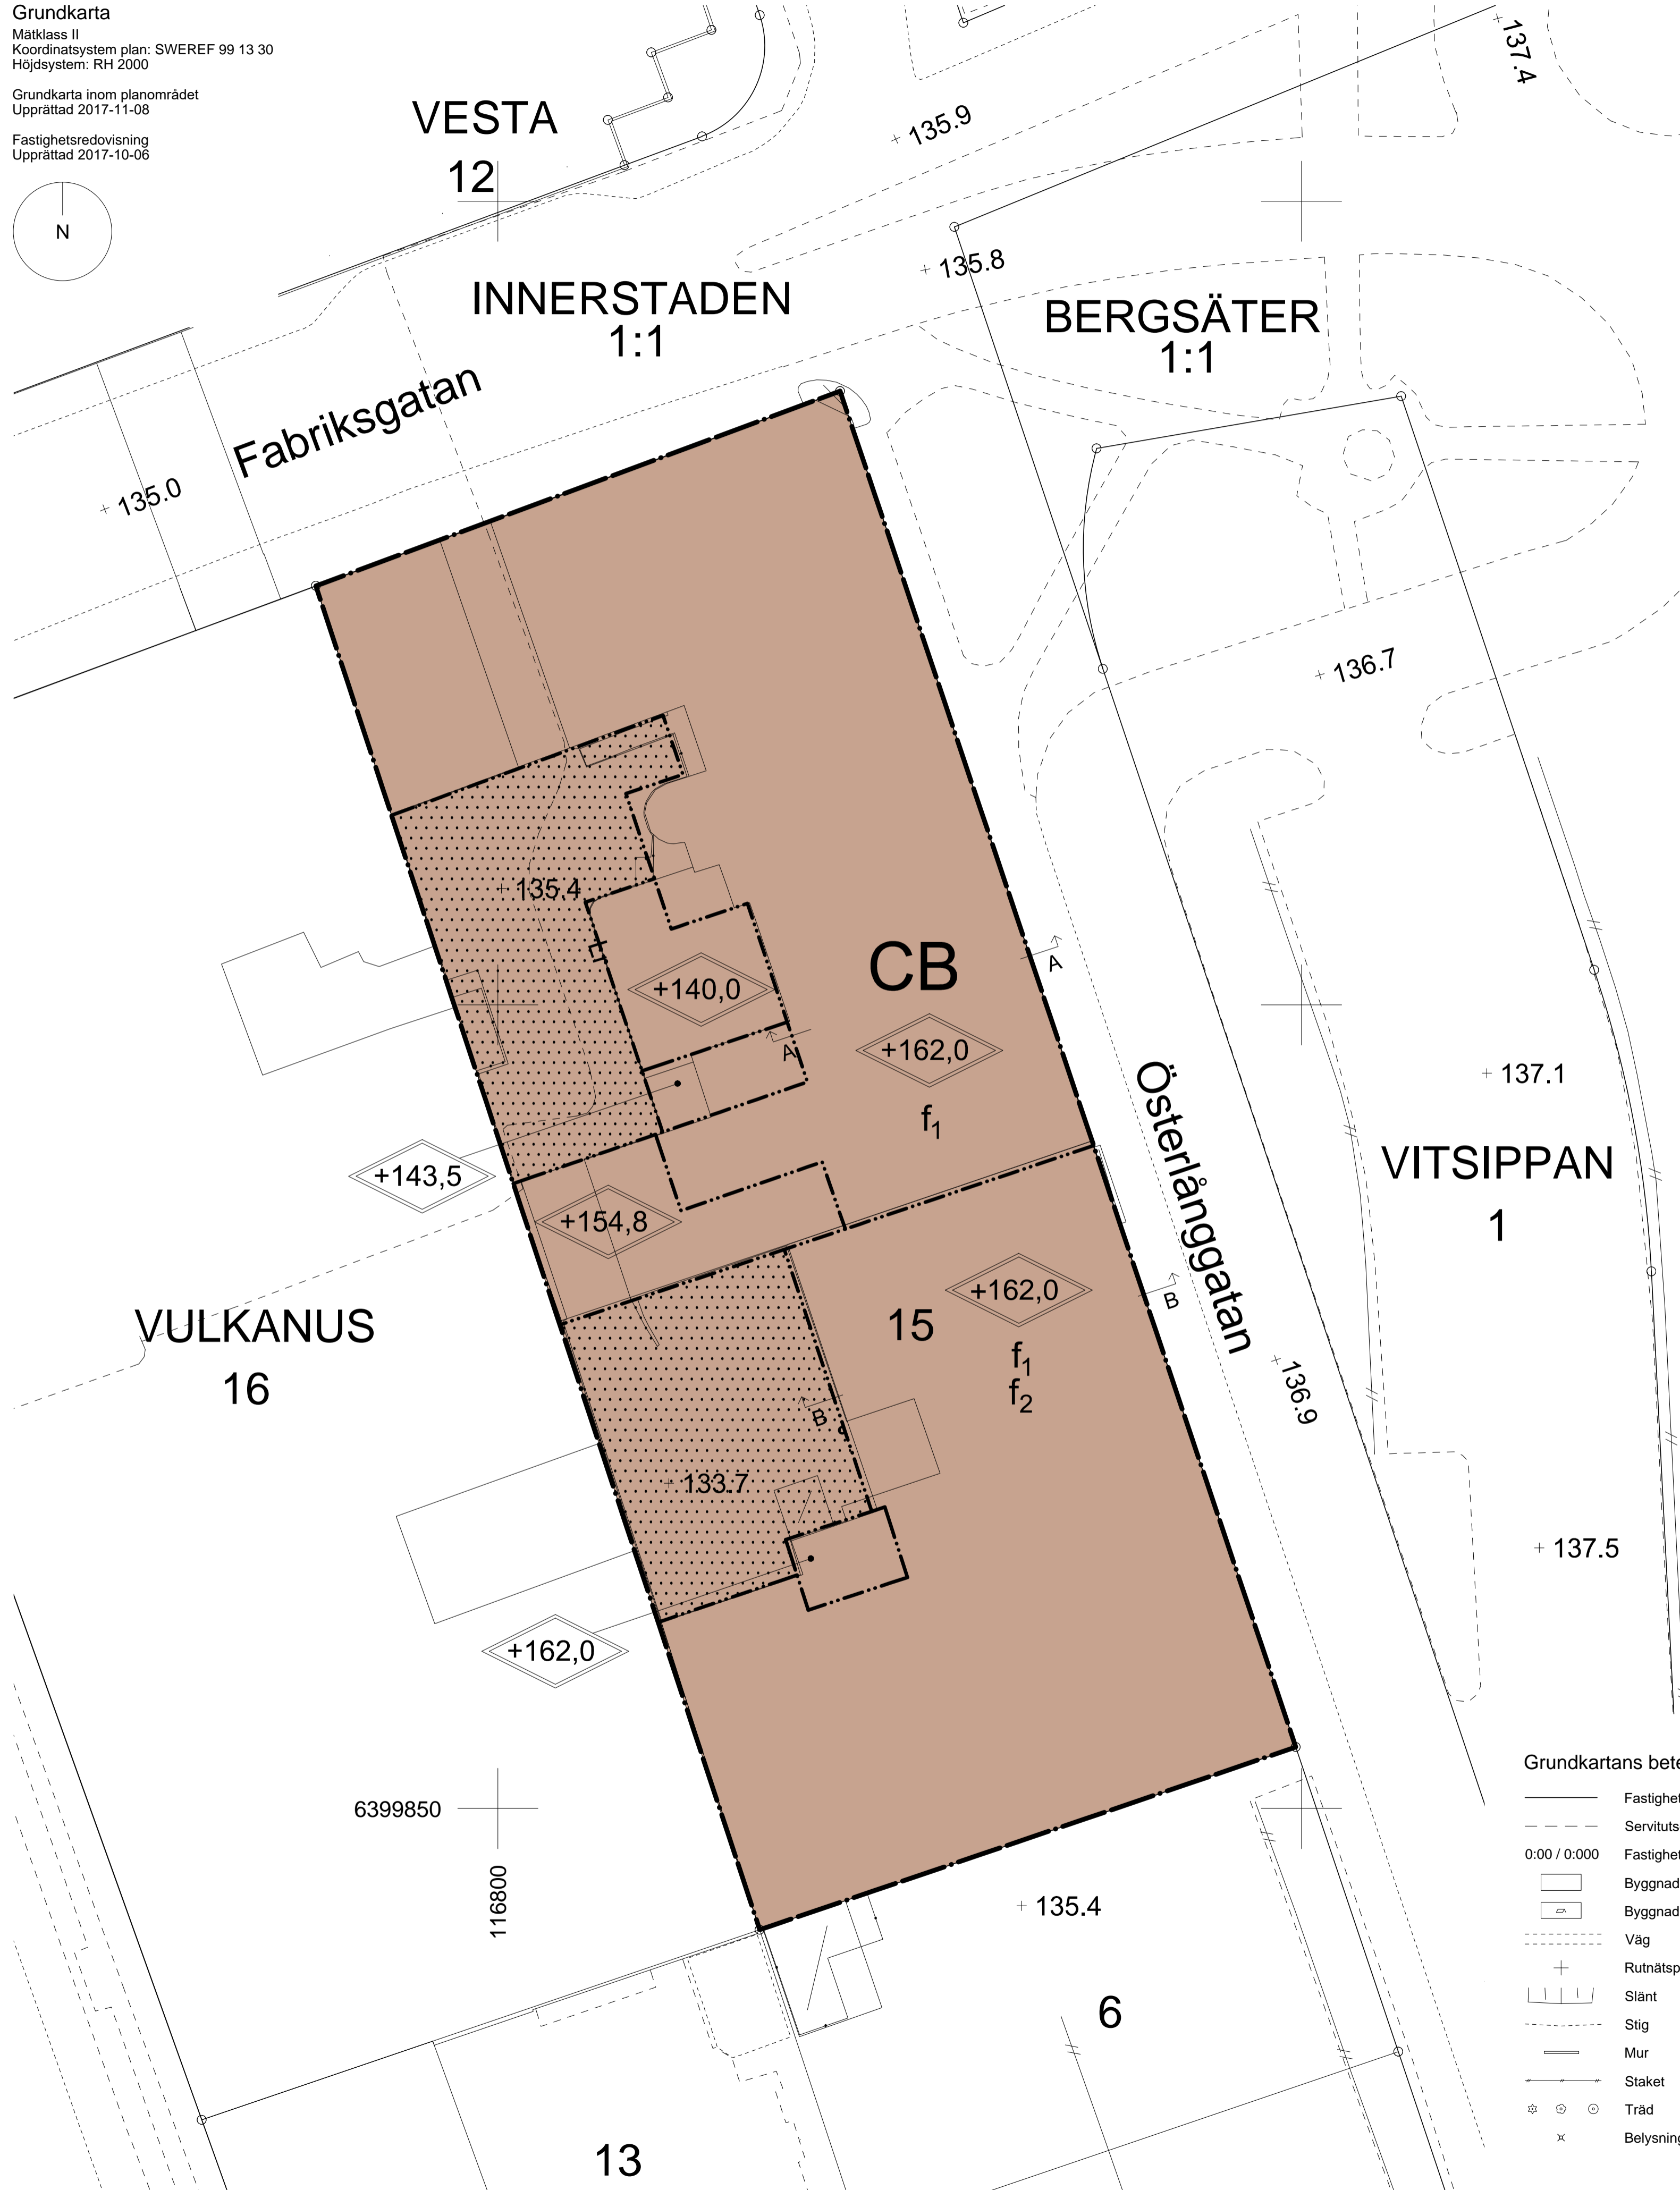 Grundkarta
Mätklass II
Koordinatsystem plan: SWEREF 99 13 30
Höjdsystem: RH 2000
Grundkarta inom planområdet
Upprättad 2017-11-08
Fastighetsredovisning
Upprättad 2017-10-06
N
VESTA
12
137.4
135.9
135.8
INNERSTADEN
1:1
BERGSÄTER
1:1
Fabriksgatan
135.0
136.7
135.4
CB
A
+140,0
A
+162,0
f1
137.1
Österlånggatan
VITSIPPAN
1
+143,5
+154,8
+162,0
B
15
VULKANUS
16
f1
f2
136.9
B
133.7
137.5
+162,0
6399850
116800
135.4
6
13
Grundkartans bete
Fastighet
Servituts
0:00 / 0:000 Fastighet
Byggnad
Byggnad
Väg
Rutnätsp
Slänt
Stig
Mur
Staket
Träd
Belysning